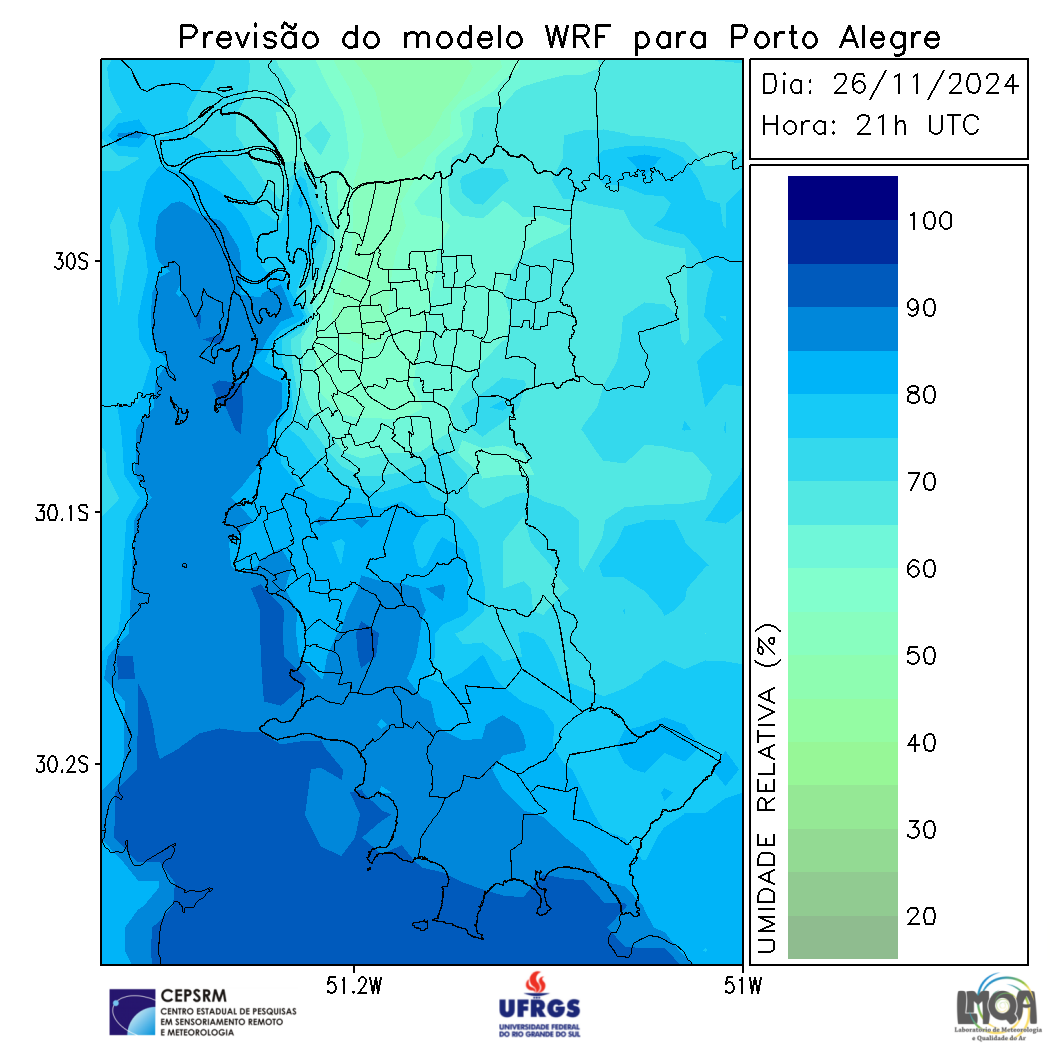 Previsão do modelo WRF para Porto Alegre
Dia: 26/11/2024
Hora: 21h UTC
100
90
80
70
60
50
40
30
20
UMIDADE RELATIVA (%)
30S
30.1S
30.2S
51.2W
51W
CEPSRM
CENTRO ESTADUAL DE PESQUISAS
EM SENSORIAMENTO REMOTO
E METEOROLOGIA
UFRGS
UNIVERSIDADE FEDERAL
DO RIO GRANDE DO SUL
LMQA
Laboratório de Meteorologia
e Qualidade do Ar